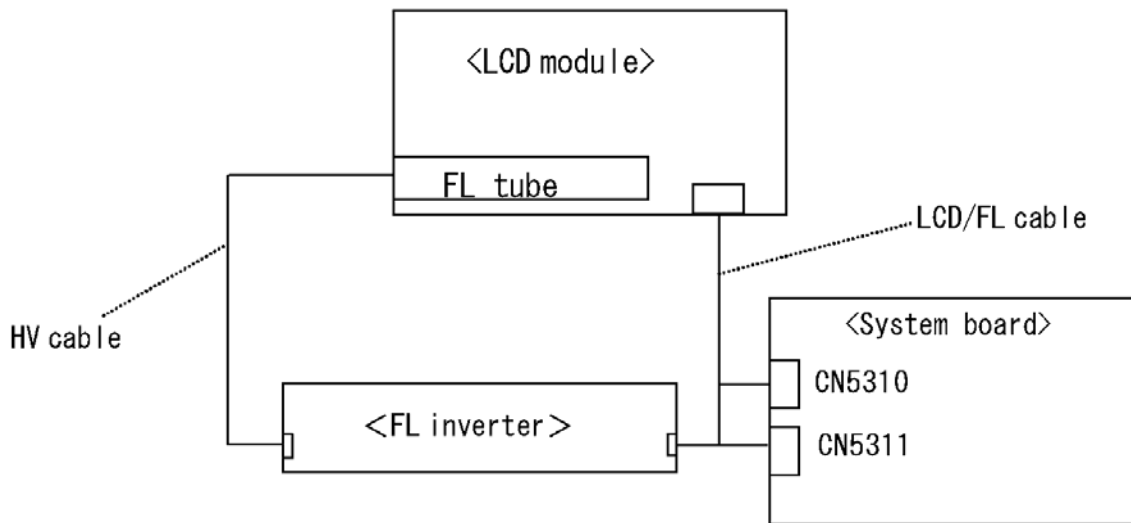 <LCD module>
FL tube
LCD/FL cable
<System board>
HV cable
CN5310
<FL inverter>
CN5311